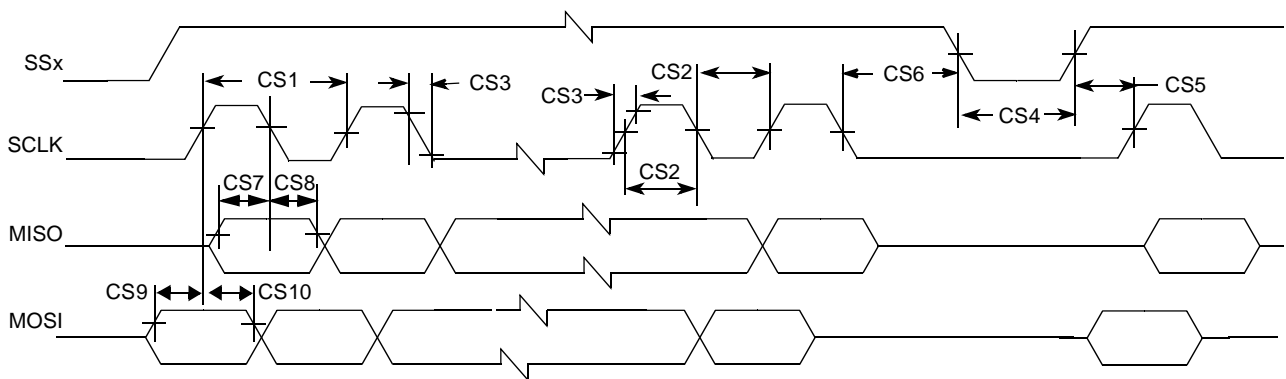 SSx
CS1
CS3
CS3
CS2
CS6
CS4
CS5
SCLK
CS2
CS7
CS8
MISO
CS9
CS10
MOSI